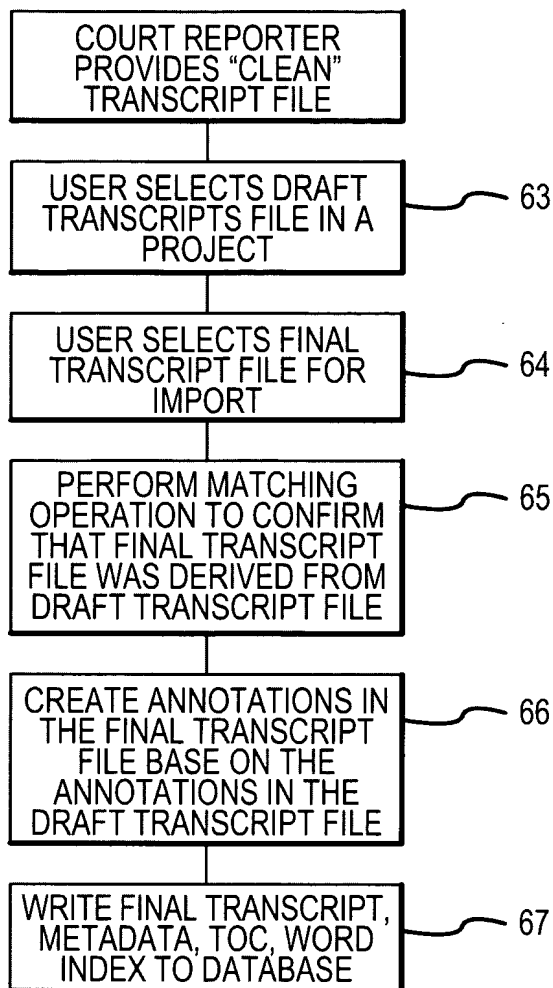 COURT REPORTER
PROVIDES “CLEAN”
TRANSCRIPT FILE
USER SELECTS DRAFT
TRANSCRIPTS FILE IN A
PROJECT
63
USER SELECTS FINAL
TRANSCRIPT FILE FOR
IMPORT
64
PERFORM MATCHING
OPERATION TO CONFIRM
THAT FINAL TRANSCRIPT
FILE WAS DERIVED FROM
DRAFT TRANSCRIPT FILE
65
CREATE ANNOTATIONS IN
THE FINAL TRANSCRIPT
FILE BASE ON THE
ANNOTATIONS IN THE
DRAFT TRANSCRIPT FILE
66
WRITE FINAL TRANSCRIPT,
METADATA, TOC, WORD
INDEX TO DATABASE
67